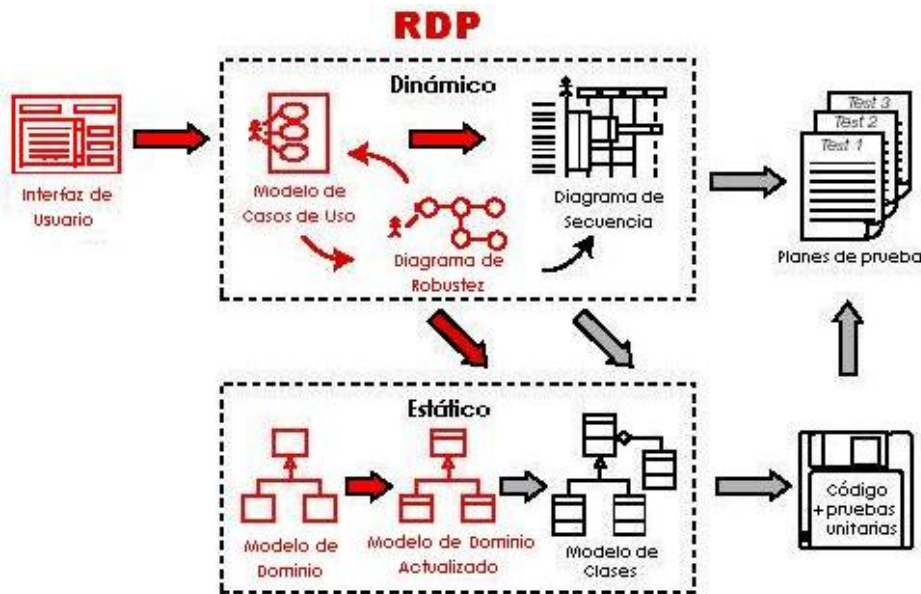 RDP
Dinámico
Interfaz de
Usuario
Modelo de
Casos de Uso
Diagrama de
Robustez
Diagrama de
Secuencia
Test 3
Test 2
Test 1
Planes de prueba
Estático
Modelo de
Dominio
Modelo de Dominio
Actualizado
Modelo de
Clases
Código
+pruebas
unitarias